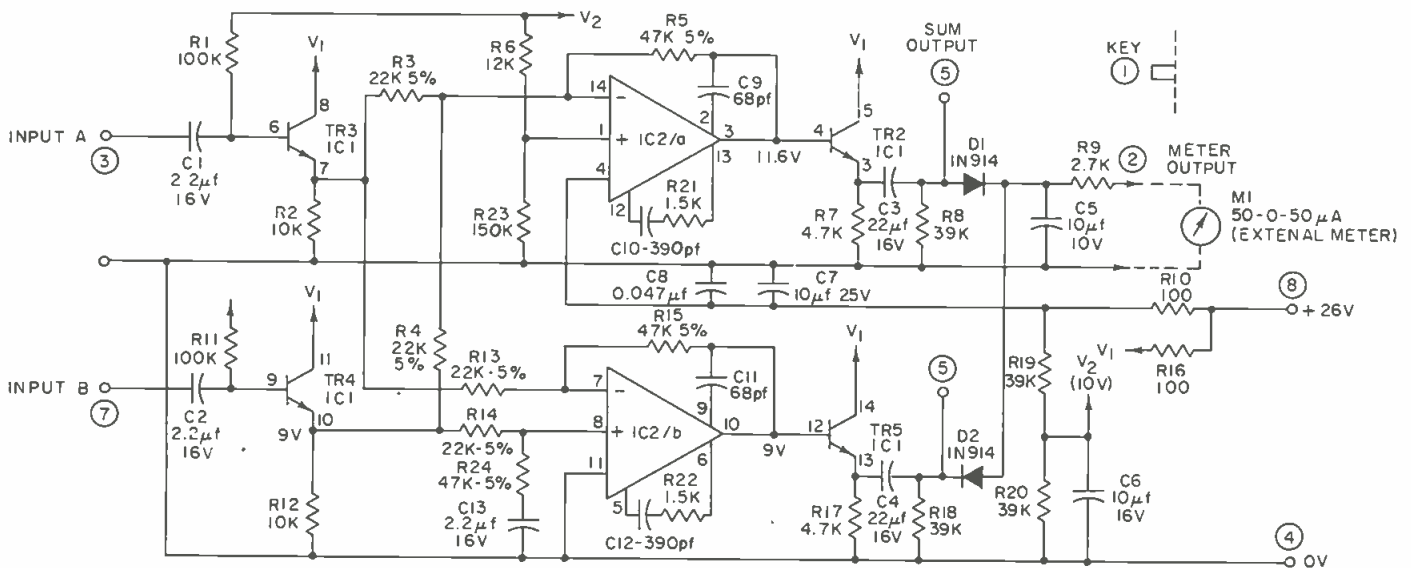 R1
100K
V1
R3
22K 5%
V2
R6
12K
R5
47K 5%
C9
68pf
V1
SUM
OUTPUT
5
KEY
1
INPUT A
3
C1
2.2µf
16V
6
8
7
TR3
IC1
R2
10K
14
-
1
+
4
IC2/a
2
3
13
12
11.6V
R21
1.5K
C10-390pf
R23
150K
4
5
3
TR2
IC1
D1
IN914
R9
2.7K
2
METER
OUTPUT
M1
50-0-50µA
(EXTENAL METER)
R7
4.7K
C3
22µf
16V
R8
39K
C5
10µf
10V
C8
0.047µf
C7
10µf 25V
R10
100
8
+26V
V1
R16
100
R11
100K
V1
INPUT B
7
C2
2.2µf
16V
9
11
10
TR4
IC1
9V
R12
10K
R4
22K
5%
R13
22K-5%
R14
22K-5%
R24
47K-5%
C13
2.2µf
16V
R15
47K 5%
C11
68pf
7
-
8
+
11
IC2/b
9
10
6
5
9V
R22
1.5K
C12-390pf
V1
12
14
13
TR5
IC1
5
D2
IN914
R17
4.7K
C4
22µf
16V
R18
39K
R19
39K
V2
(10V)
R20
39K
C6
10µf
16V
4
0V